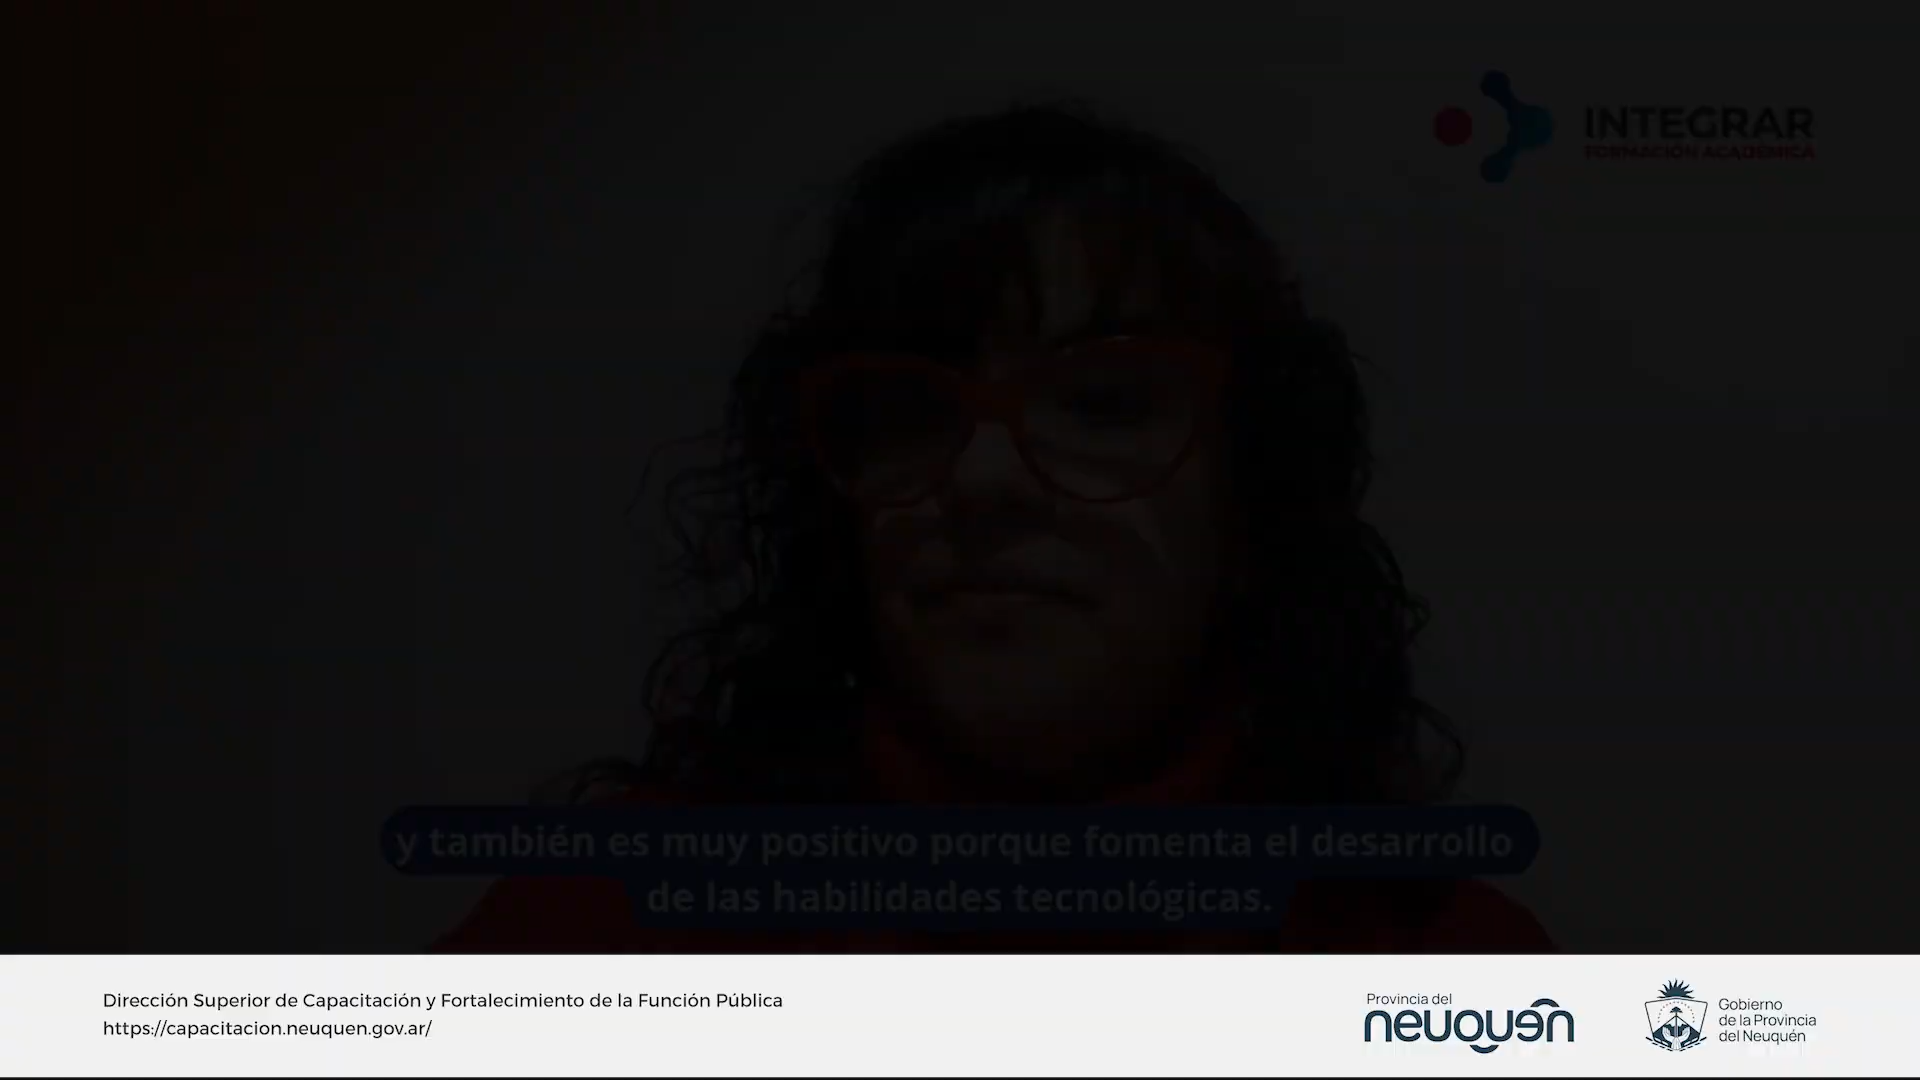 INTEGRAR
FORMACIÓN ACADÉMICA
y también es muy positivo porque fomenta el desarrollo
de las habilidades tecnológicas.
Dirección Superior de Capacitación y Fortalecimiento de la Función Pública
https://capacitacion.neuquen.gov.ar/
Provincia del
neuquén
Gobierno
de la Provincia
del Neuquén